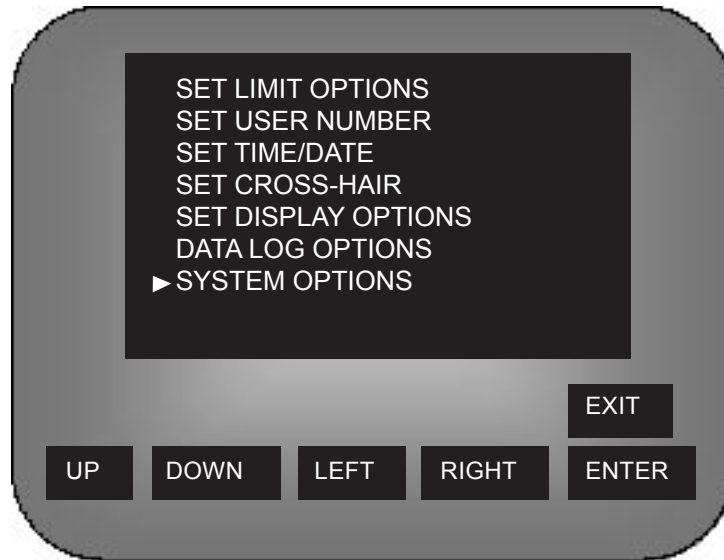 SET LIMIT OPTIONS
SET USER NUMBER
SET TIME/DATE
SET CROSS-HAIR
SET DISPLAY OPTIONS
DATA LOG OPTIONS
►SYSTEM OPTIONS
EXIT
UP DOWN LEFT RIGHT ENTER